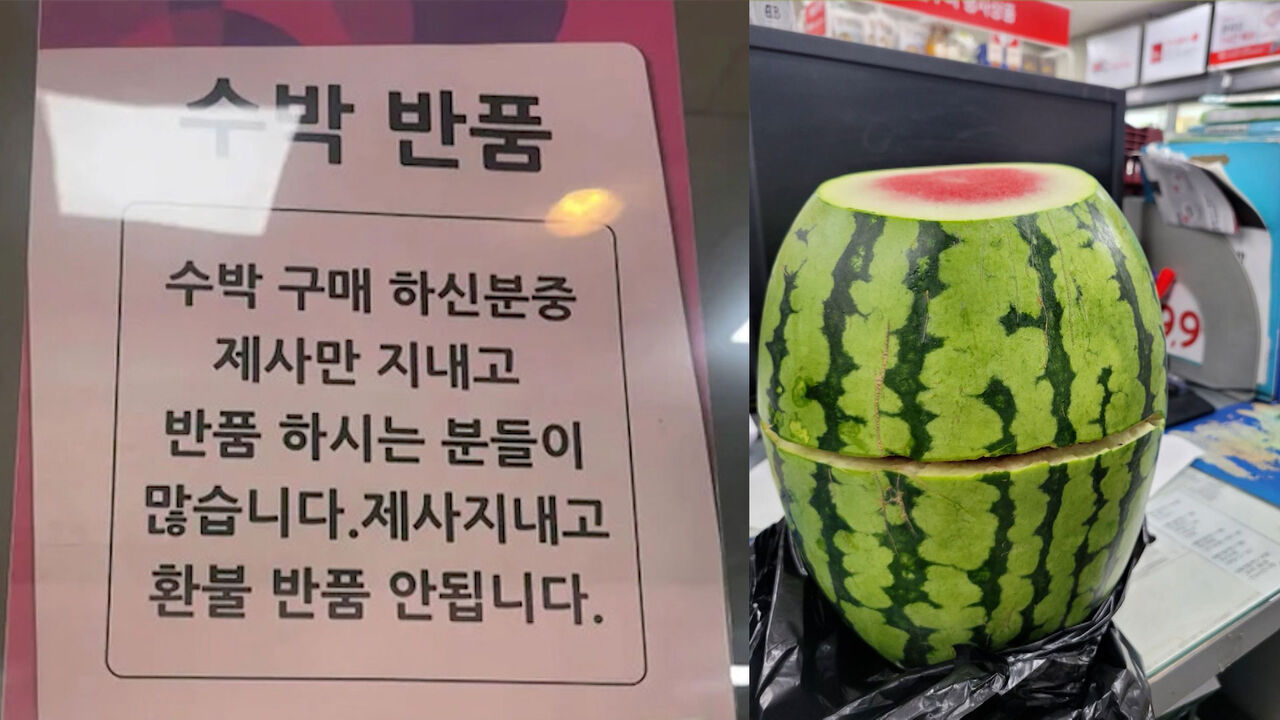 수박 반품
수박 구매 하신분중
제사만 지내고
반품 하시는 분들이
많습니다.제사지내고
환불 반품 안됩니다.
9.9